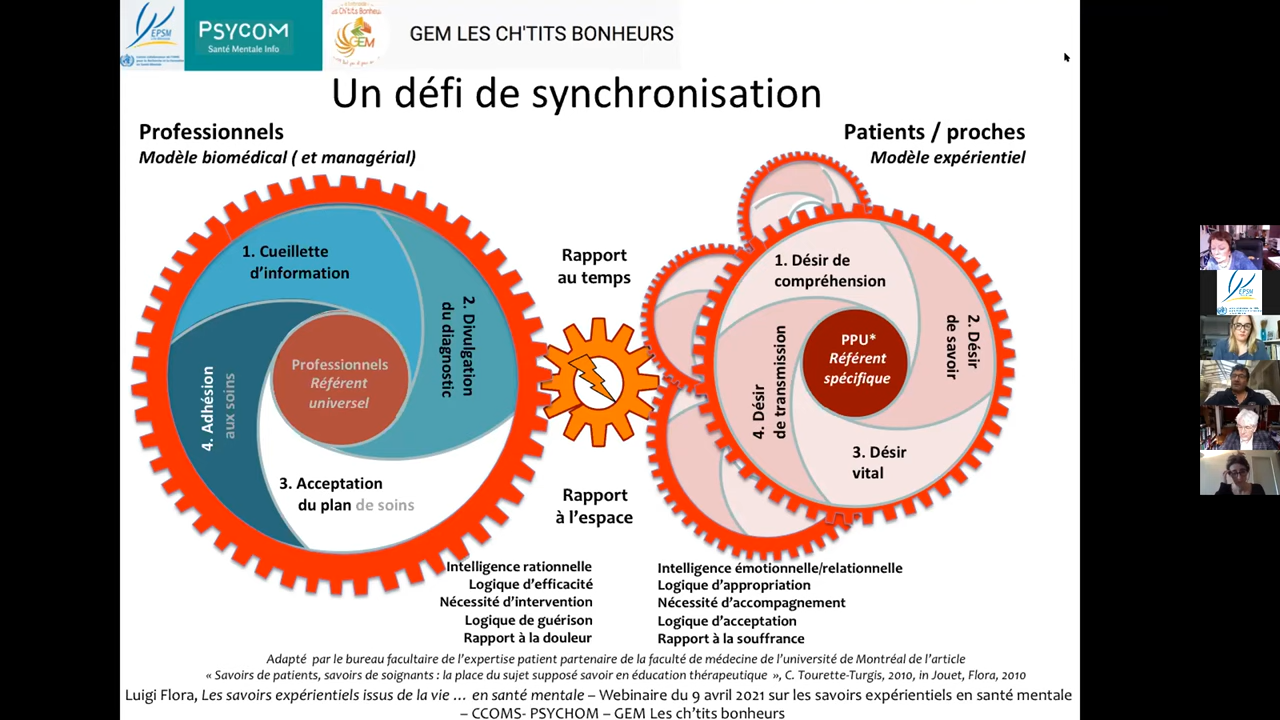 EPSM
PSYCOM
Santé Mentale Info
GEM
GEM LES CH'TITS BONHEURS
Un défi de synchronisation
Professionnels
Modèle biomédical ( et managérial)
Patients / proches
Modèle expérientiel
1. Cueillette
d'information
2. Divulgation
du diagnostic
3. Acceptation
du plan de soins
4. Adhésion
aux soins
Professionnels
Référent
universel
Rapport
au temps
Rapport
à l'espace
1. Désir de
compréhension
2. Désir
de savoir
3. Désir
vital
4. Désir
de transmission
PPU*
Référent
spécifique
Intelligence rationnelle
Logique d'efficacité
Nécessité d'intervention
Logique de guérison
Rapport à la douleur
Intelligence émotionnelle/relationnelle
Logique d'appropriation
Nécessité d'accompagnement
Logique d'acceptation
Rapport à la souffrance
Adapté par le bureau facultaire de l'expertise patient partenaire de la faculté de médecine de l'université de Montréal de l'article
« Savoirs de patients, savoirs de soignants : la place du sujet supposé savoir en éducation thérapeutique », C. Tourette-Turgis, 2010, in Jouet, Flora, 2010
Luigi Flora, Les savoirs expérientiels issus de la vie … en santé mentale – Webinaire du 9 avril 2021 sur les savoirs expérientiels en santé mentale
– CCOMS- PSYCHOM – GEM Les ch'tits bonheurs
EPSM